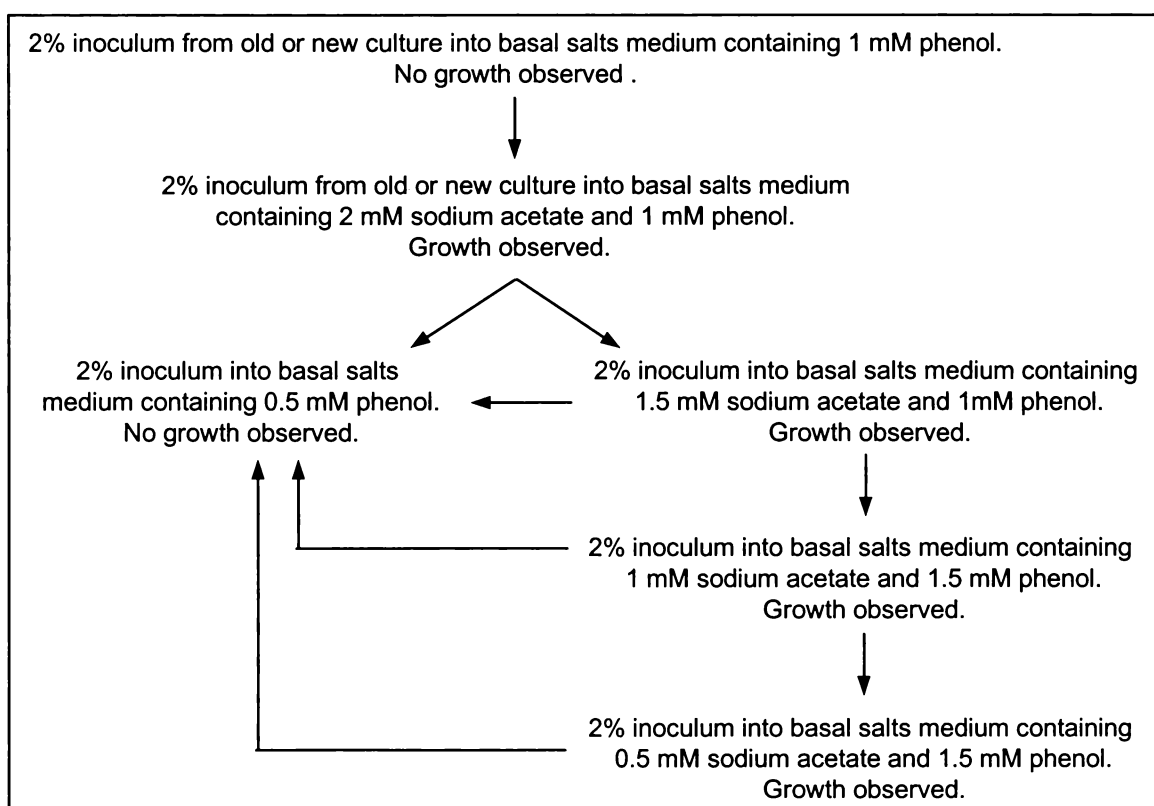 2% inoculum from old or new culture into basal salts medium containing 1 mM phenol.
No growth observed .
2% inoculum from old or new culture into basal salts medium
containing 2 mM sodium acetate and 1 mM phenol.
Growth observed.
2% inoculum into basal salts
medium containing 0.5 mM phenol.
No growth observed.
2% inoculum into basal salts medium containing
1.5 mM sodium acetate and 1mM phenol.
Growth observed.
2% inoculum into basal salts medium containing
1 mM sodium acetate and 1.5 mM phenol.
Growth observed.
2% inoculum into basal salts medium containing
0.5 mM sodium acetate and 1.5 mM phenol.
Growth observed.